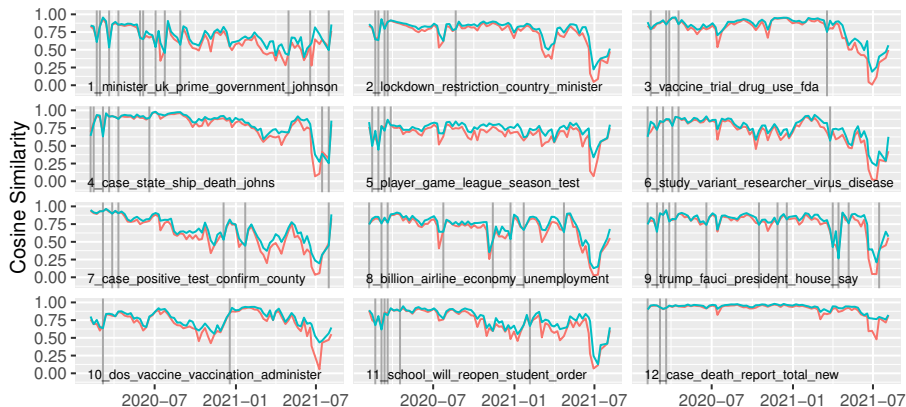 Cosine Similarity
1.00
0.75
0.50
0.25
0.00
1_minister_uk_prime_government_johnson
2_lockdown_restriction_country_minister
3_vaccine_trial_drug_use_fda
1.00
0.75
0.50
0.25
0.00
4_case_state_ship_death_johns
5_player_game_league_season_test
6_study_variant_researcher_virus_disease
1.00
0.75
0.50
0.25
0.00
7_case_positive_test_confirm_county
8_billion_airline_economy_unemployment
9_trump_fauci_president_house_say
1.00
0.75
0.50
0.25
0.00
10_dos_vaccine_vaccination_administer
11_school_will_reopen_student_order
12_case_death_report_total_new
2020−07 2021−01 2021−07 2020−07 2021−01 2021−07 2020−07 2021−01 2021−07